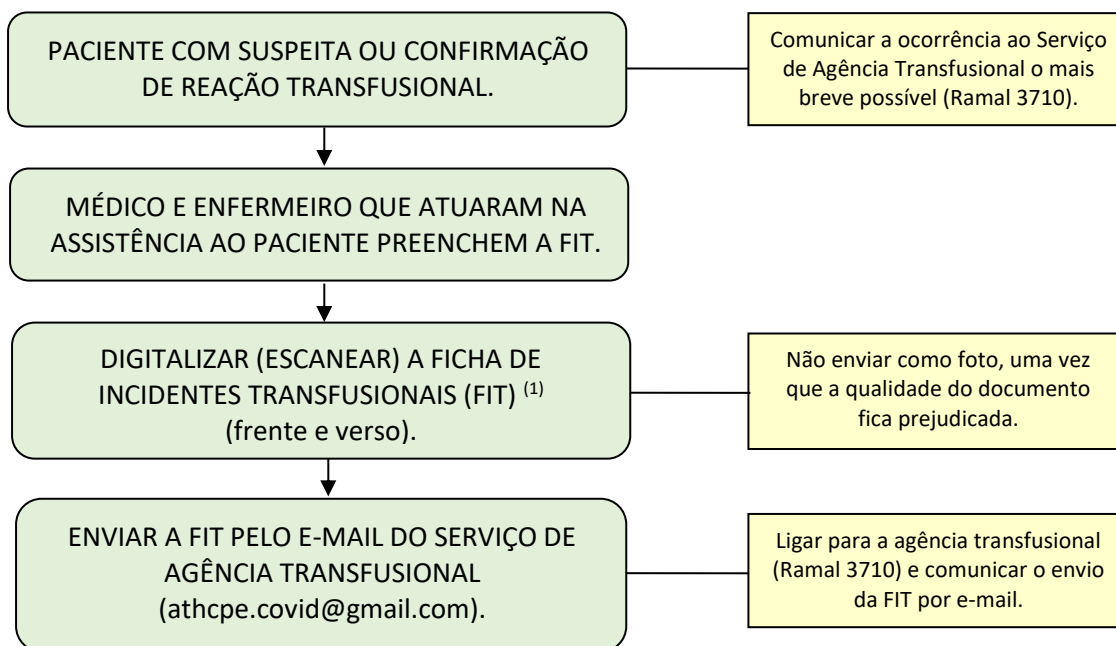 PACIENTE COM SUSPEITA OU CONFIRMAÇÃO
DE REAÇÃO TRANSFUSIONAL.
Comunicar a ocorrência ao Serviço
de Agência Transfusional o mais
breve possível (Ramal 3710).
MÉDICO E ENFERMEIRO QUE ATUARAM NA
ASSISTÊNCIA AO PACIENTE PREENCHEM A FIT.
DIGITALIZAR (ESCANEAR) A FICHA DE
INCIDENTES TRANSFUSIONAIS (FIT) (1)
(frente e verso).
Não enviar como foto, uma vez
que a qualidade do documento
fica prejudicada.
ENVIAR A FIT PELO E-MAIL DO SERVIÇO DE
AGÊNCIA TRANSFUSIONAL
(athcpe.covid@gmail.com).
Ligar para a agência transfusional
(Ramal 3710) e comunicar o envio
da FIT por e-mail.